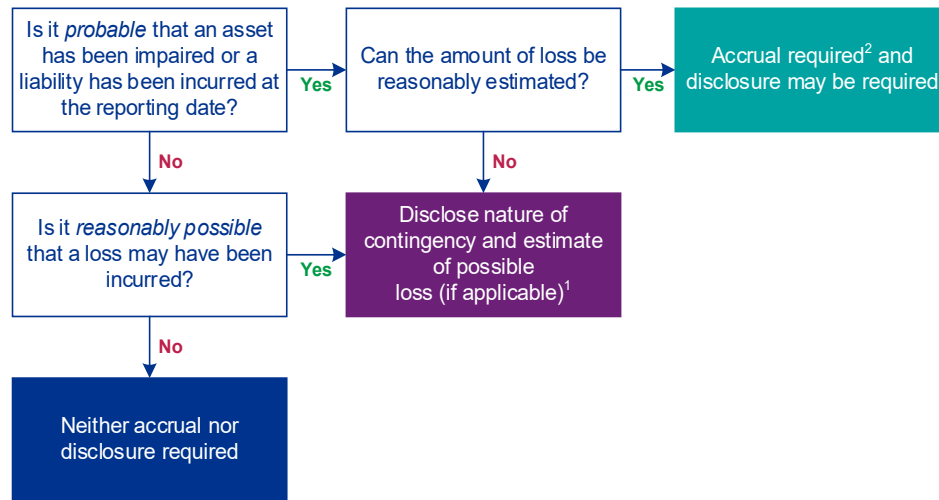 Is it probable that an asset
has been impaired or a
liability has been incurred at
the reporting date?
Yes
Can the amount of loss be
reasonably estimated?
Yes
Accrual required2 and
disclosure may be required
No
No
Is it reasonably possible
that a loss may have been
incurred?
Yes
Disclose nature of
contingency and estimate
of possible
loss (if applicable)1
No
Neither accrual nor
disclosure required